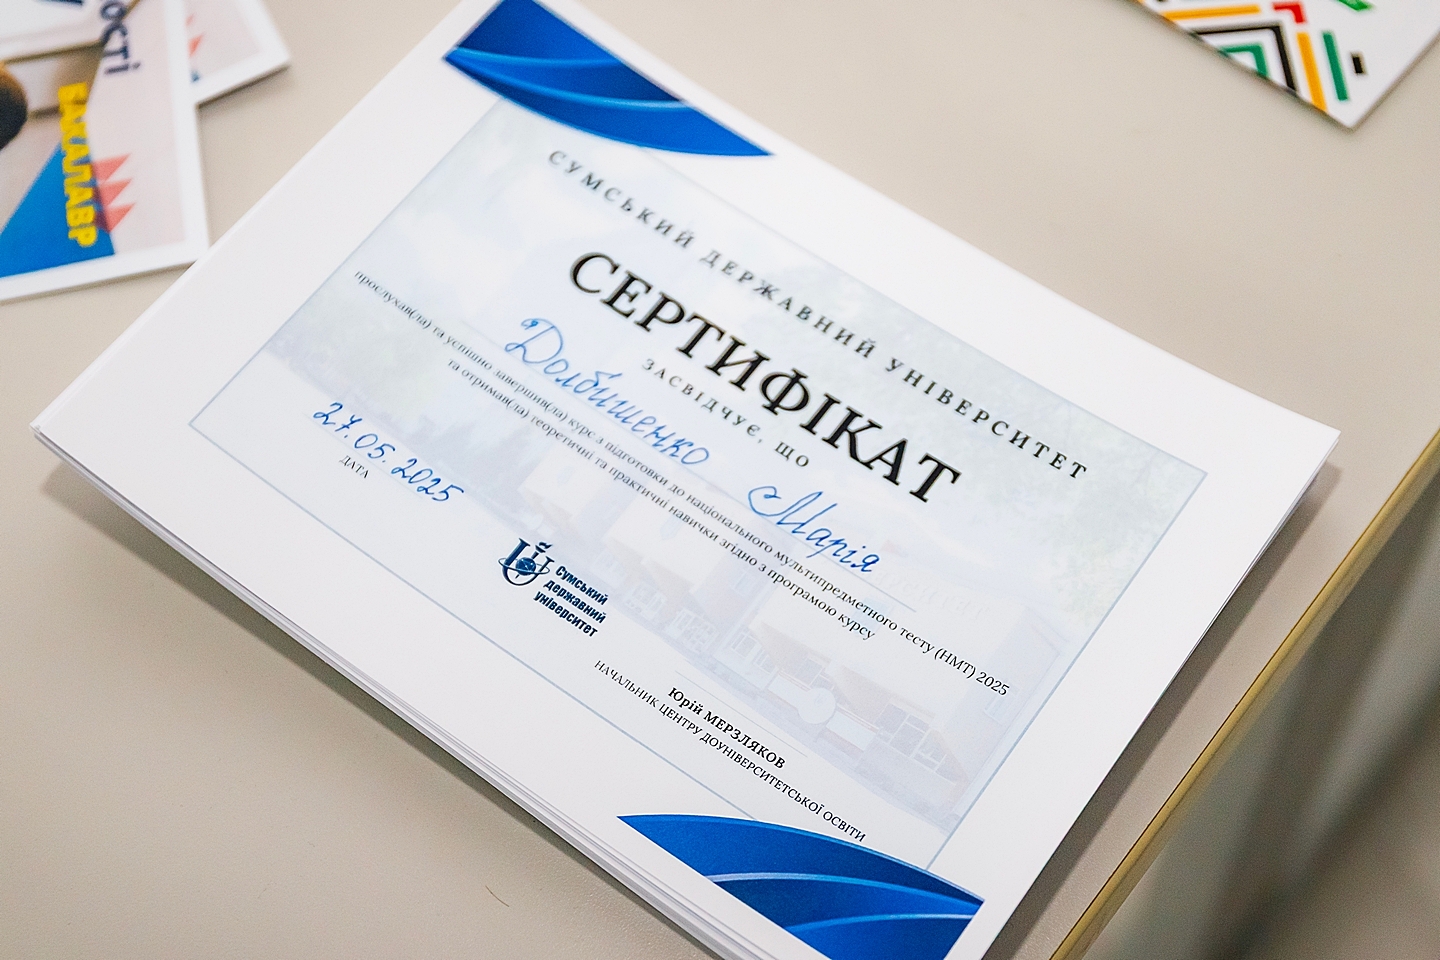 СУМСЬКИЙ ДЕРЖАВНИЙ УНІВЕРСИТЕТ
СЕРТИФІКАТ
ЗАСВІДЧУЄ, ЩО
Долбишенко Марія
прослухав(ла) та успішно завершив(ла) курс з підготовки до національного мультипредметного тесту (НМТ) 2025
та отримав(ла) теоретичні та практичні навички згідно з програмою курсу
27.05.2025
ДАТА
Сумський
державний
університет
Юрій МЕРЗЛЯКОВ
НАЧАЛЬНИК ЦЕНТРУ ДОУНІВЕРСИТЕТСЬКОЇ ОСВІТИ
БАКАЛАВР